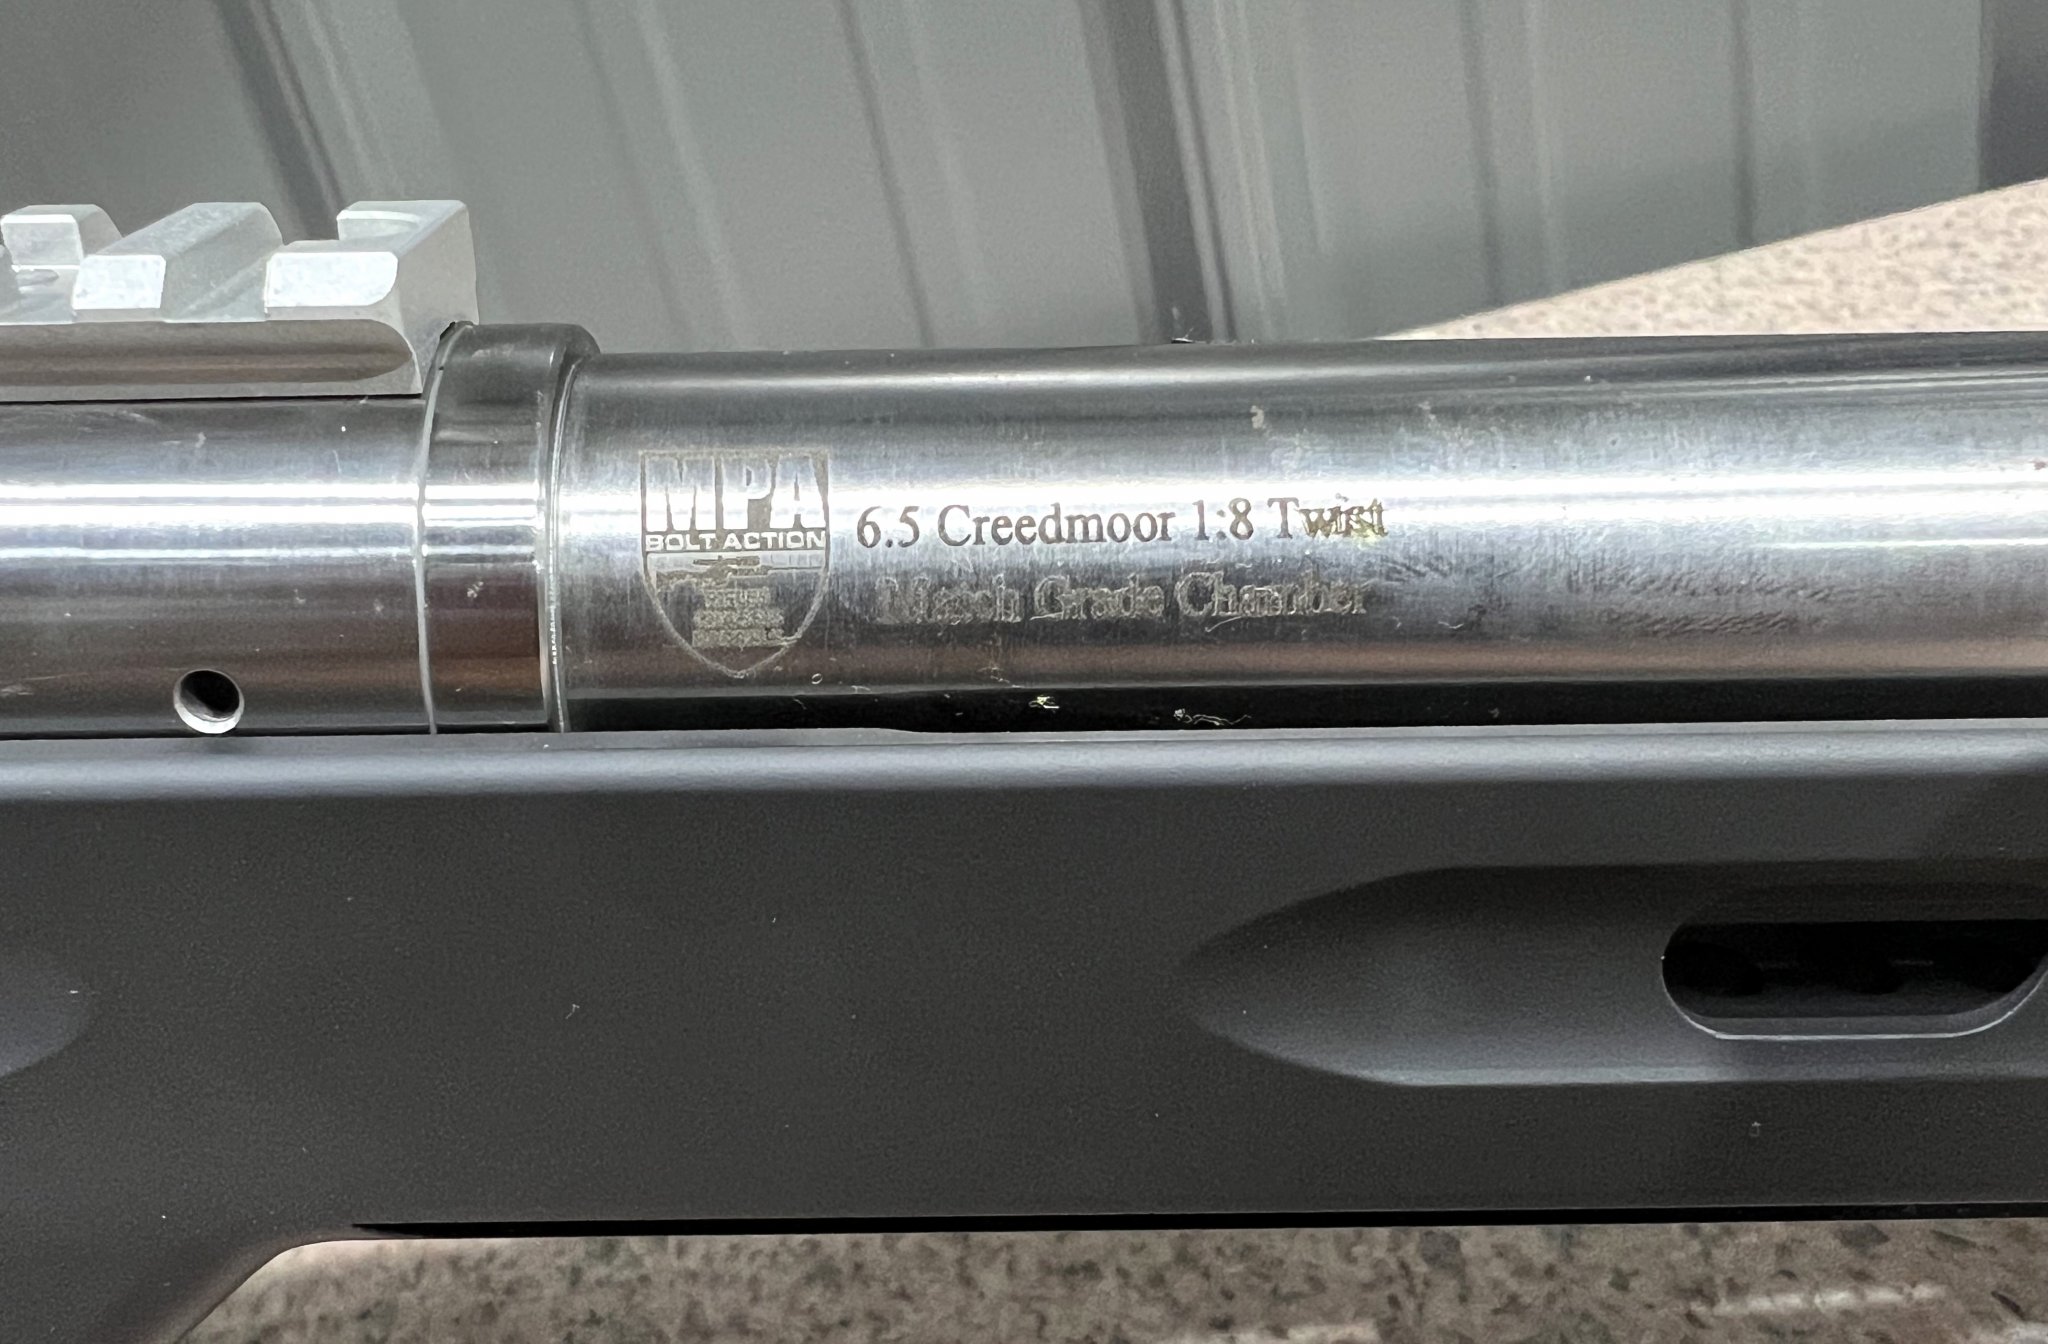 MPA
BOLT ACTION
6.5 Creedmoor 1:8 Twist
Match Grade Chamber